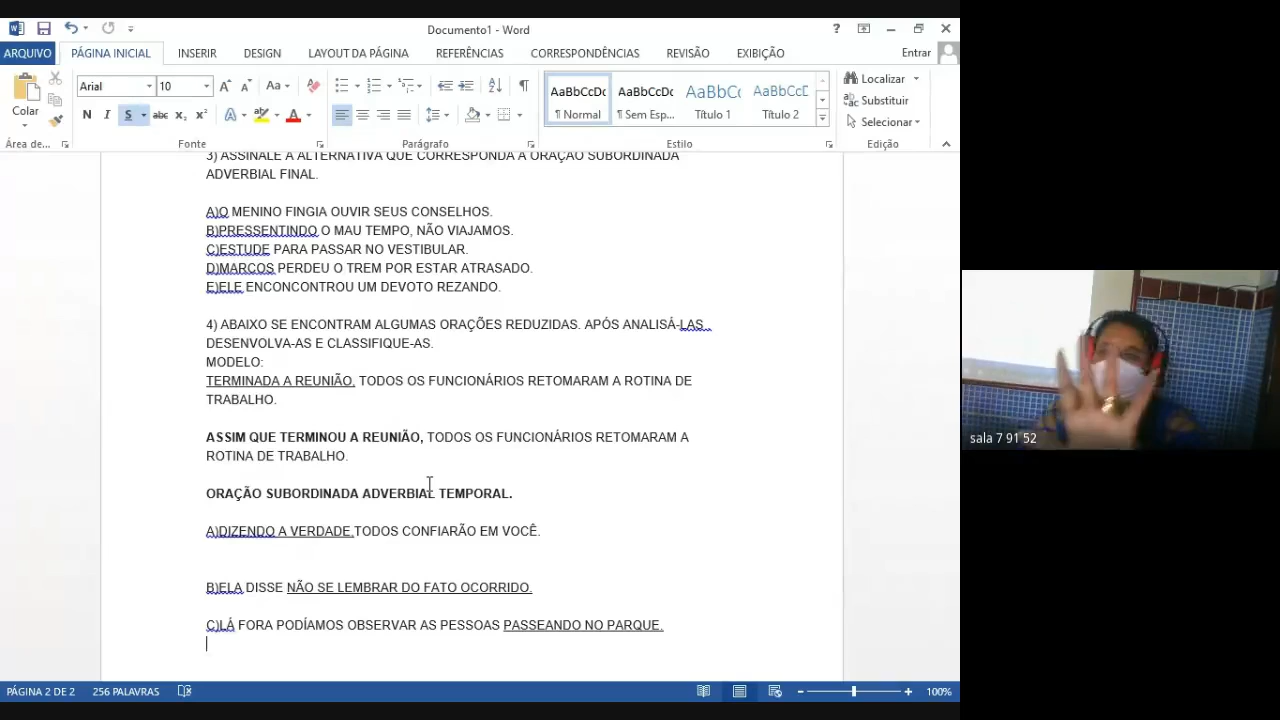 Documento1 - Word
ARQUIVO PÁGINA INICIAL INSERIR DESIGN LAYOUT DA PÁGINA REFERÊNCIAS CORRESPONDÊNCIAS REVISÃO EXIBIÇÃO Entrar
Colar
Área de...
Arial 10
N I S abc x₂ x²
Fonte
Parágrafo
AaBbCcDc AaBbCcDc AaBbCc AaBbCcD
¶ Normal ¶ Sem Esp... Título 1 Título 2
Estilo
Localizar
Substituir
Selecionar
Edição
3) ASSINALE A ALTERNATIVA QUE CORRESPONDA A ORAÇÃO SUBORDINADA
ADVERBIAL FINAL.
A)O MENINO FINGIA OUVIR SEUS CONSELHOS.
B)PRESSENTINDO O MAU TEMPO, NÃO VIAJAMOS.
C)ESTUDE PARA PASSAR NO VESTIBULAR.
D)MARCOS PERDEU O TREM POR ESTAR ATRASADO.
E)ELE ENCONCONTROU UM DEVOTO REZANDO.
4) ABAIXO SE ENCONTRAM ALGUMAS ORAÇÕES REDUZIDAS. APÓS ANALISÁ-LAS ,
DESENVOLVA-AS E CLASSIFIQUE-AS.
MODELO:
TERMINADA A REUNIÃO, TODOS OS FUNCIONÁRIOS RETOMARAM A ROTINA DE
TRABALHO.
ASSIM QUE TERMINOU A REUNIÃO, TODOS OS FUNCIONÁRIOS RETOMARAM A
ROTINA DE TRABALHO.
ORAÇÃO SUBORDINADA ADVERBIAL TEMPORAL.
A)DIZENDO A VERDADE,TODOS CONFIARÃO EM VOCÊ.
B)ELA DISSE NÃO SE LEMBRAR DO FATO OCORRIDO.
C)LÁ FORA PODÍAMOS OBSERVAR AS PESSOAS PASSEANDO NO PARQUE.
PÁGINA 2 DE 2 256 PALAVRAS 100%
sala 7 91 52